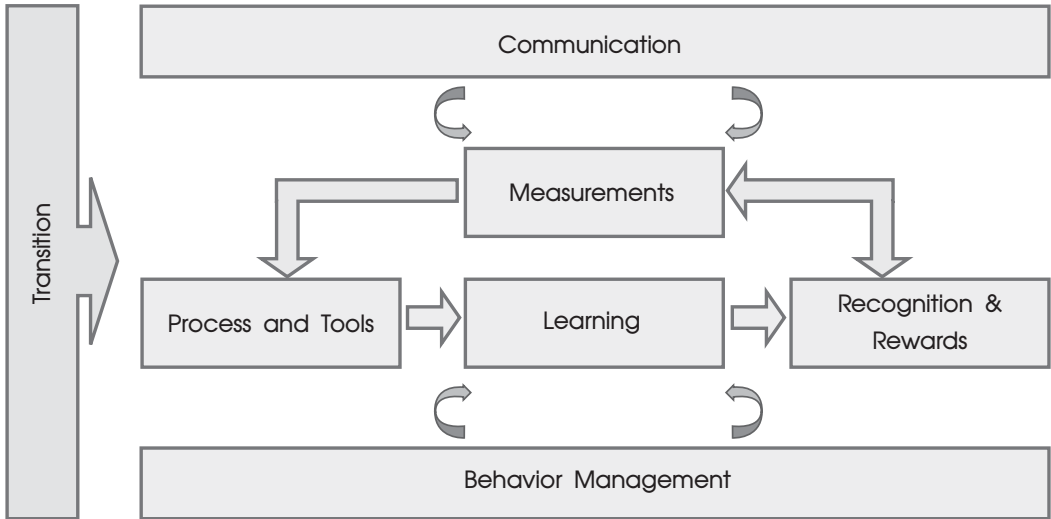 Transition
Communication
Measurements
Process and Tools
Learning
Recognition &
Rewards
Behavior Management